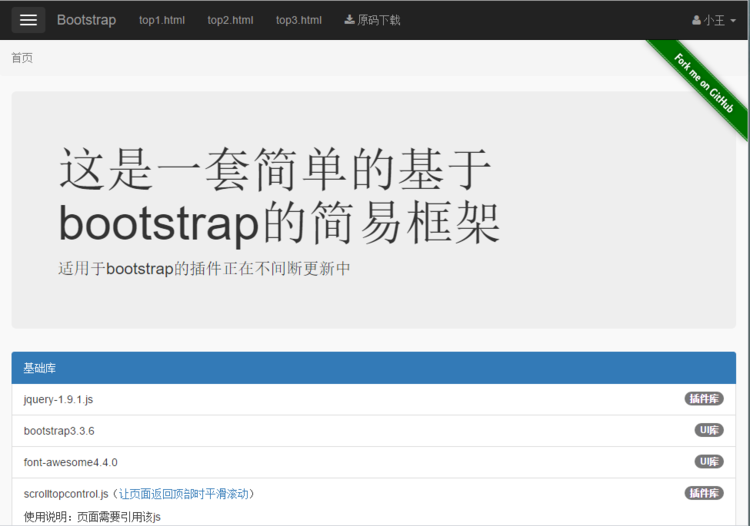 Bootstrap top1.html top2.html top3.html 原码下载 小王
首页
Fork me on GitHub
这是一套简单的基于
bootstrap的简易框架
适用于bootstrap的插件正在不间断更新中
基础库
jquery-1.9.1.js 插件库
bootstrap3.3.6 UI库
font-awesome4.4.0 UI库
scrolltopcontrol.js（让页面返回顶部时平滑滚动） 插件库
使用说明：页面需要引用该js